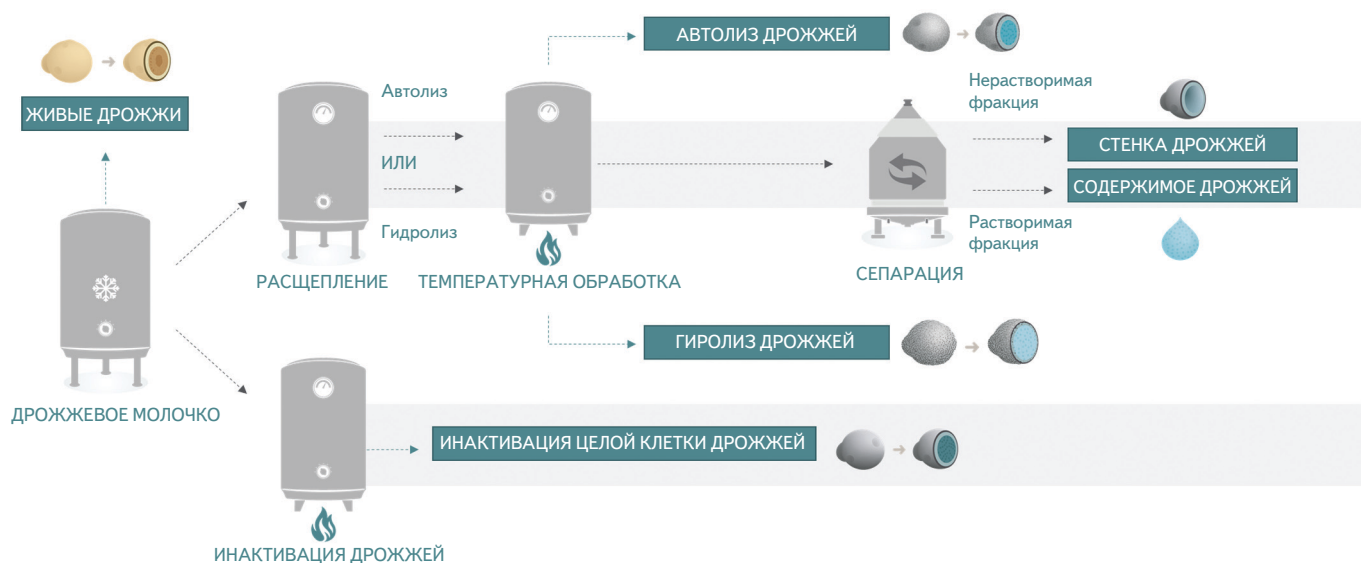 АВТОЛИЗ ДРОЖЖЕЙ
ЖИВЫЕ ДРОЖЖИ
Автолиз
ИЛИ
Гидролиз
Нерастворимая
фракция
СТЕНКА ДРОЖЖЕЙ
СОДЕРЖИМОЕ ДРОЖЖЕЙ
Растворимая
фракция
РАСЩЕПЛЕНИЕ
ТЕМПЕРАТУРНАЯ ОБРАБОТКА
СЕПАРАЦИЯ
ГИРОЛИЗ ДРОЖЖЕЙ
ДРОЖЖЕВОЕ МОЛОЧКО
ИНАКТИВАЦИЯ ЦЕЛОЙ КЛЕТКИ ДРОЖЖЕЙ
ИНАКТИВАЦИЯ ДРОЖЖЕЙ